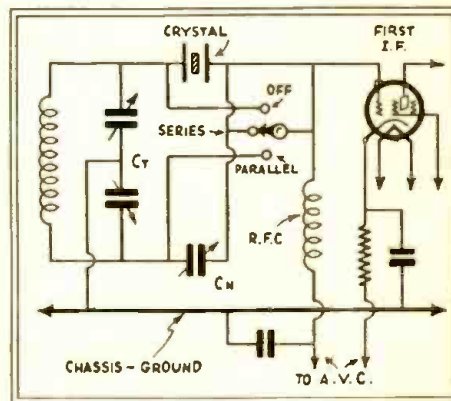 CRYSTAL
FIRST
I.F.
OFF
SERIES
PARALLEL
CT
R.F.C
CN
CHASSIS - GROUND
TO A.V.C.